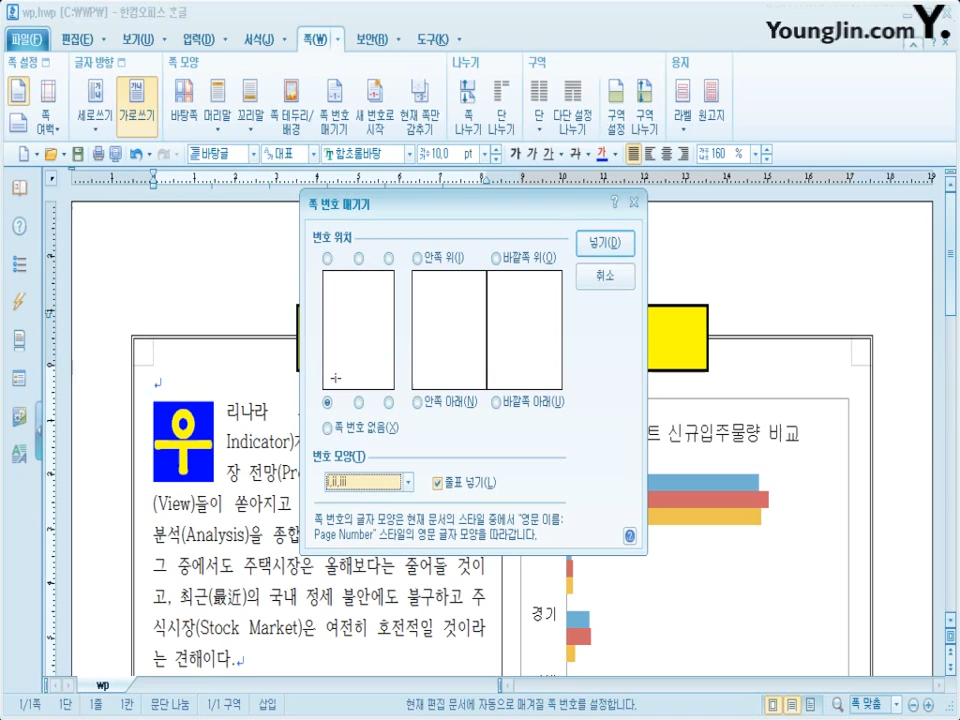 wp.hwp [C:₩WP₩] - 한컴오피스 한글
YoungJin.com Y.
파일(F) 편집(E) 보기(U) 입력(D) 서식(J) 쪽(W) 보안(R) 도구(K)
쪽 설정 글자 방향 쪽 모양 나누기 구역 용지
쪽 여백 세로쓰기 가로쓰기 바탕쪽 머리말 꼬리말 쪽 테두리/배경 쪽 번호 매기기 새 번호로 시작 현재 쪽만 감추기 쪽 나누기 단 나누기 단 다단 설정 나누기 구역 설정 구역 나누기 라벨 원고지
바탕글 대표 함초롬바탕 10,0 pt 가 가 가 가 가 160 %
쪽 번호 매기기
번호 위치
안쪽 위(I) 바깥쪽 위(O)
넣기(D)
취소
-i-
안쪽 아래(N) 바깥쪽 아래(U)
쪽 번호 없음(X)
번호 모양(T)
i,ii,iii 줄표 넣기(L)
쪽 번호의 글자 모양은 현재 문서의 스타일 중에서 "영문 이름:
Page Number" 스타일의 영문 글자 모양을 따라갑니다.
우
리나라
Indicator)
장 전망
(View)들이 쏟아지고
분석(Analysis)을 종합
그 중에서도 주택시장은 올해보다는 줄어들 것이
고, 최근(最近)의 국내 정세 불안에도 불구하고 주
식시장(Stock Market)은 여전히 호전적일 것이라
는 견해이다.
트 신규입주물량 비교
경기
wp
1/1쪽 1단 1줄 1칸 문단 나눔 1/1 구역 삽입 현재 편집 문서에 자동으로 매겨질 쪽 번호를 설정합니다. 폭 맞춤